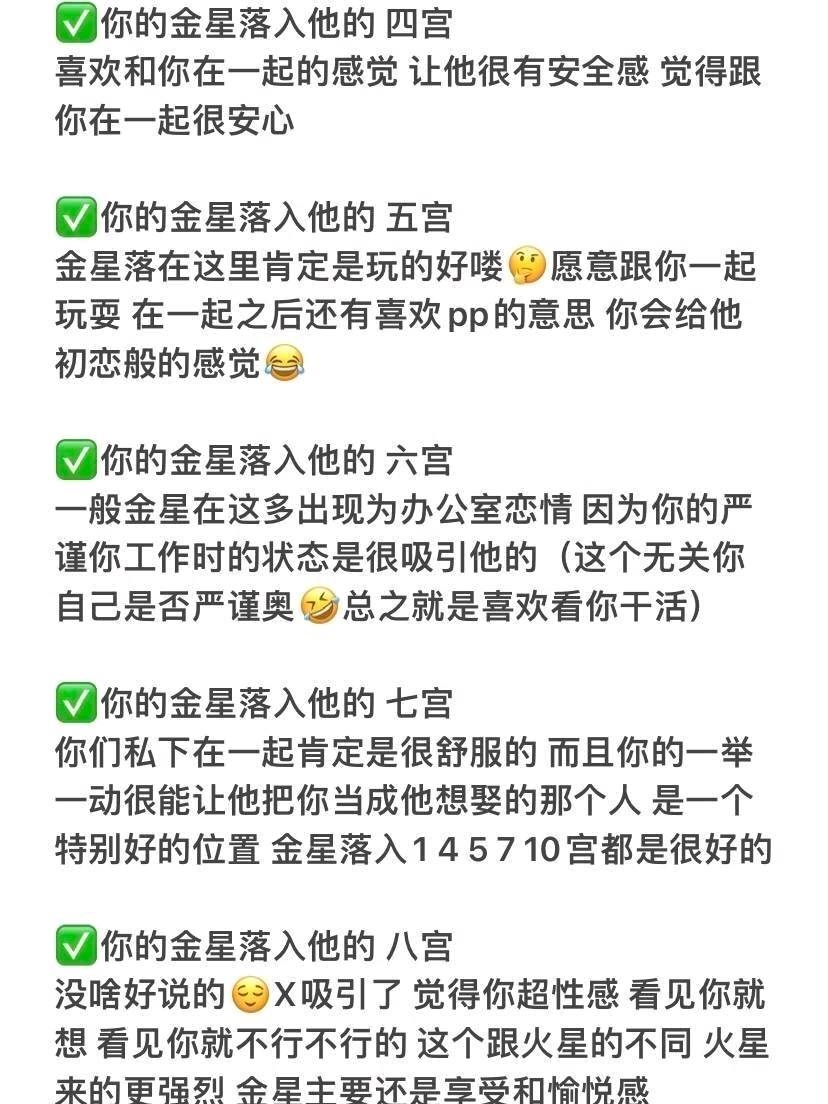 ✅你的金星落入他的 四宫
喜欢和你在一起的感觉 让他很有安全感 觉得跟
你在一起很安心
✅你的金星落入他的 五宫
金星落在这里肯定是玩的好喽🤔愿意跟你一起
玩耍 在一起之后还有喜欢pp的意思 你会给他
初恋般的感觉😂
✅你的金星落入他的 六宫
一般金星在这多出现为办公室恋情 因为你的严
谨你工作时的状态是很吸引他的（这个无关你
自己是否严谨奥🤣总之就是喜欢看你干活）
✅你的金星落入他的 七宫
你们私下在一起肯定是很舒服的 而且你的一举
一动很能让他把你当成他想娶的那个人 是一个
特别好的位置 金星落入1 4 5 7 10宫都是很好的
✅你的金星落入他的 八宫
没啥好说的😌X吸引了 觉得你超性感 看见你就
想 看见你就不行不行的 这个跟火星的不同 火星
来的更强烈 金星主要还是享受和愉悦感